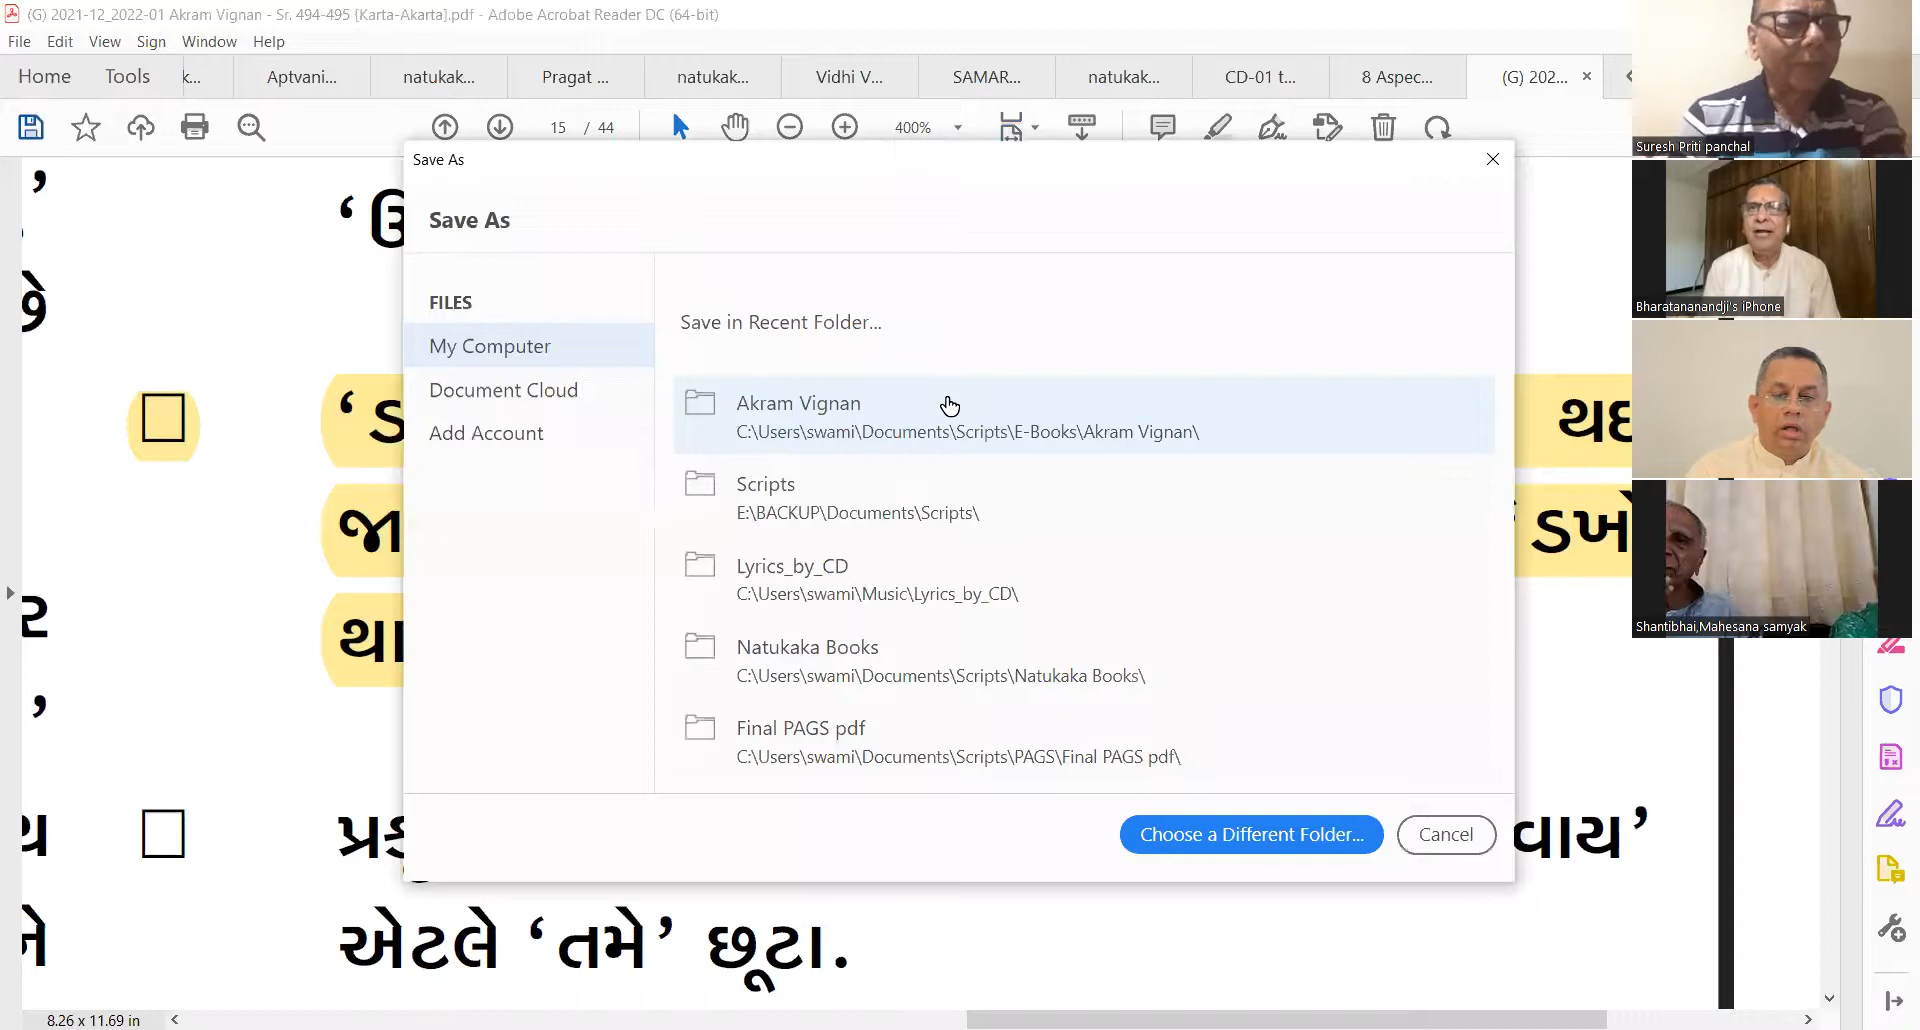 (G) 2021-12_2022-01 Akram Vignan - Sr. 494-495 [Karta-Akarta].pdf - Adobe Acrobat Reader DC (64-bit)
File Edit View Sign Window Help
Home Tools k... Aptvani... natukak... Pragat ... natukak... Vidhi V... SAMAR... natukak... CD-01 t... 8 Aspec... (G) 202...
15 / 44 400%
Save As
Save As
FILES
My Computer
Document Cloud
Add Account
Save in Recent Folder...
Akram Vignan
C:\Users\swami\Documents\Scripts\E-Books\Akram Vignan\
Scripts
E:\BACKUP\Documents\Scripts\
Lyrics_by_CD
C:\Users\swami\Music\Lyrics_by_CD\
Natukaka Books
C:\Users\swami\Documents\Scripts\Natukaka Books\
Final PAGS pdf
C:\Users\swami\Documents\Scripts\PAGS\Final PAGS pdf\
Choose a Different Folder... Cancel
એટલે ‘તમે’ છૂટા.
8.26 x 11.69 in
Suresh Priti panchal
Bharatananandji's iPhone
Shantibhai,Mahesana samyak